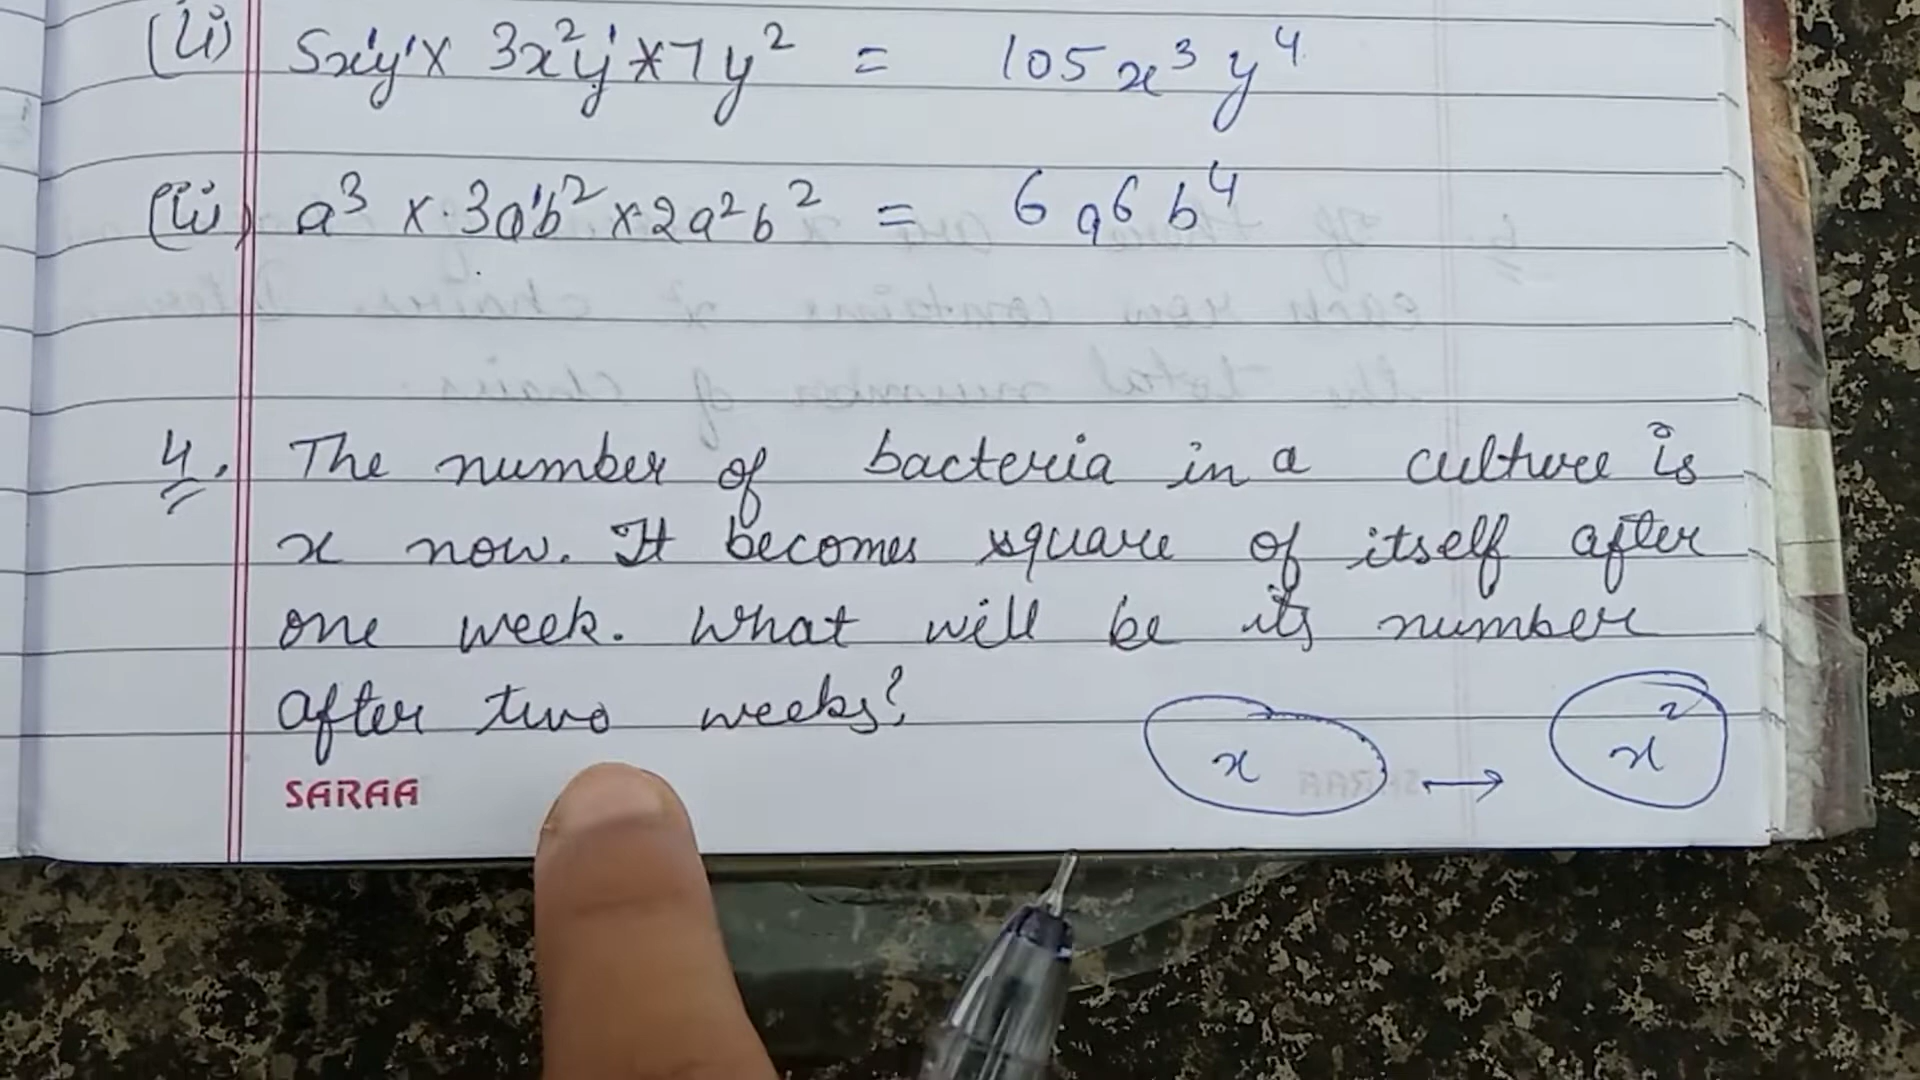 (ii) 5x¹y¹ × 3x²y¹ × 7y² = 105x³y⁴
(iii) a³ × 3a¹b² × 2a²b² = 6a⁶b⁴
4. The number of bacteria in a culture is
x now. It becomes square of itself after
one week. What will be its number
after two weeks?
x → x²
SARAA